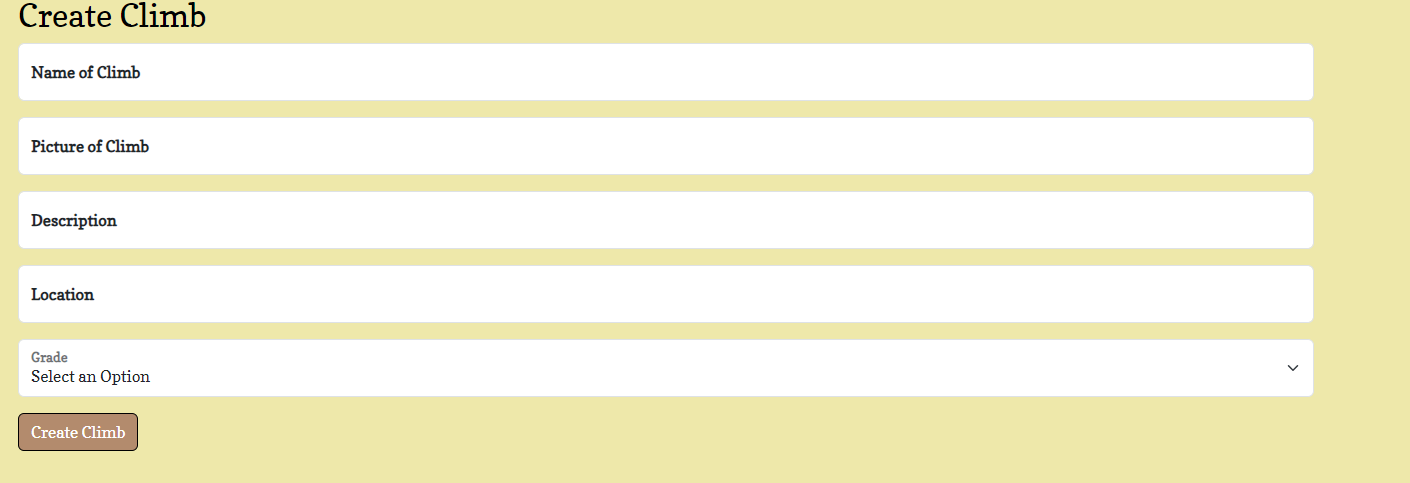 Create Climb
Name of Climb
Picture of Climb
Description
Location
Grade
Select an Option
Create Climb